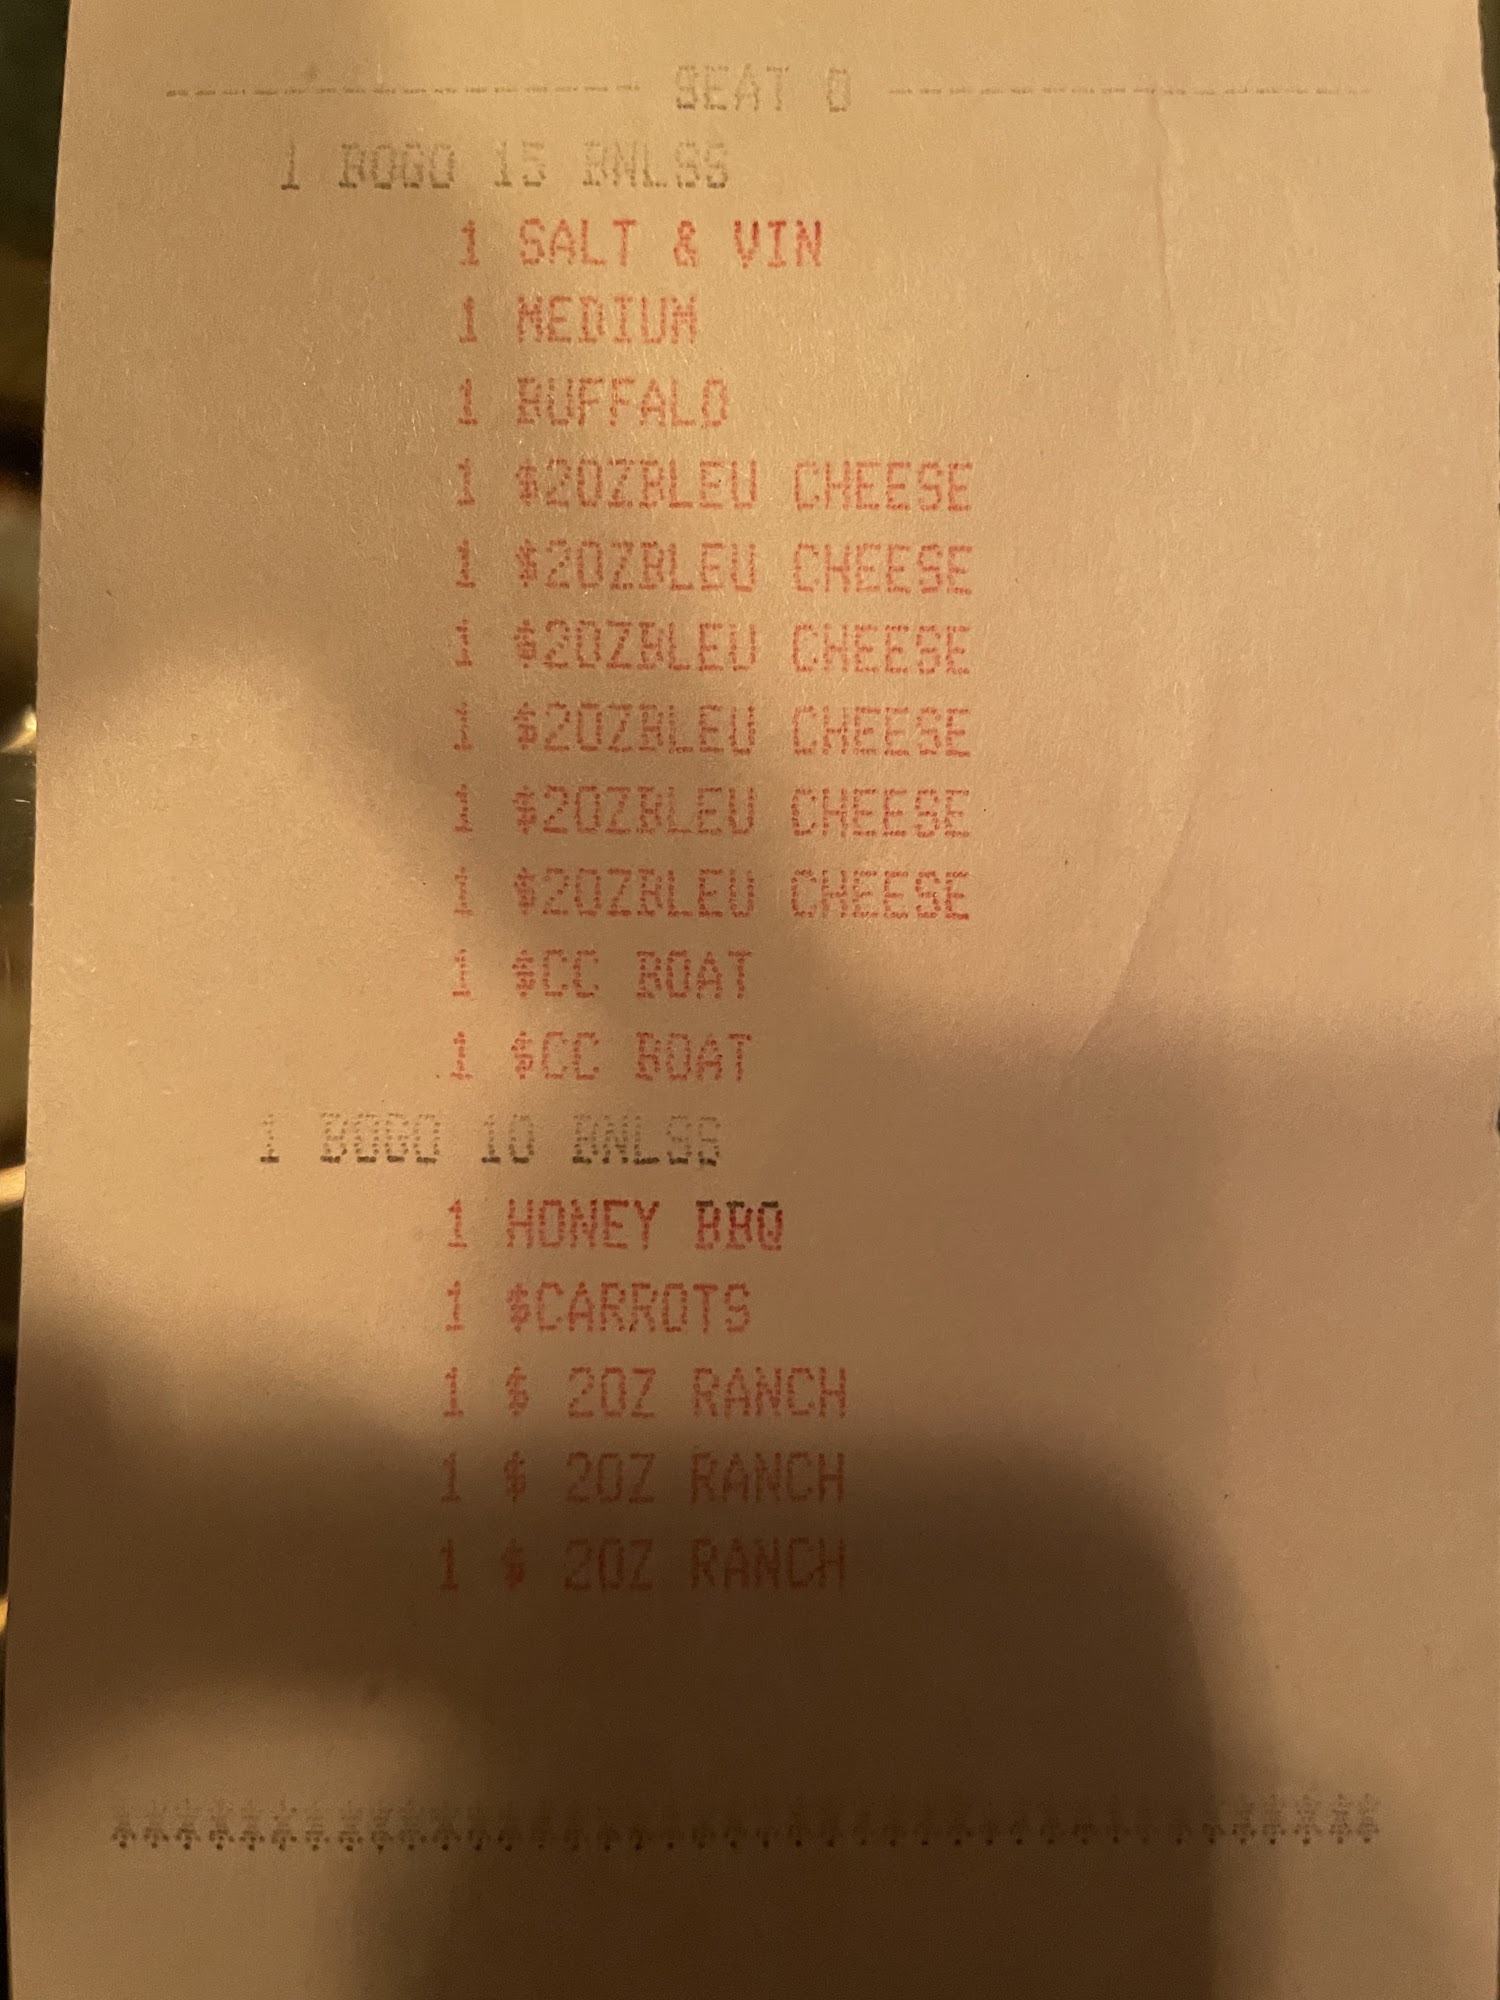 ------------------ SEAT 0 ------------------
1 BOGO 15 BNLSS
1 SALT & VIN
1 MEDIUM
1 BUFFALO
1 $2OZBLEU CHEESE
1 $2OZBLEU CHEESE
1 $2OZBLEU CHEESE
1 $2OZBLEU CHEESE
1 $2OZBLEU CHEESE
1 $2OZBLEU CHEESE
1 $CC BOAT
1 $CC BOAT
1 BOGO 10 BNLSS
1 HONEY BBQ
1 $CARROTS
1 $ 2OZ RANCH
1 $ 2OZ RANCH
1 $ 2OZ RANCH